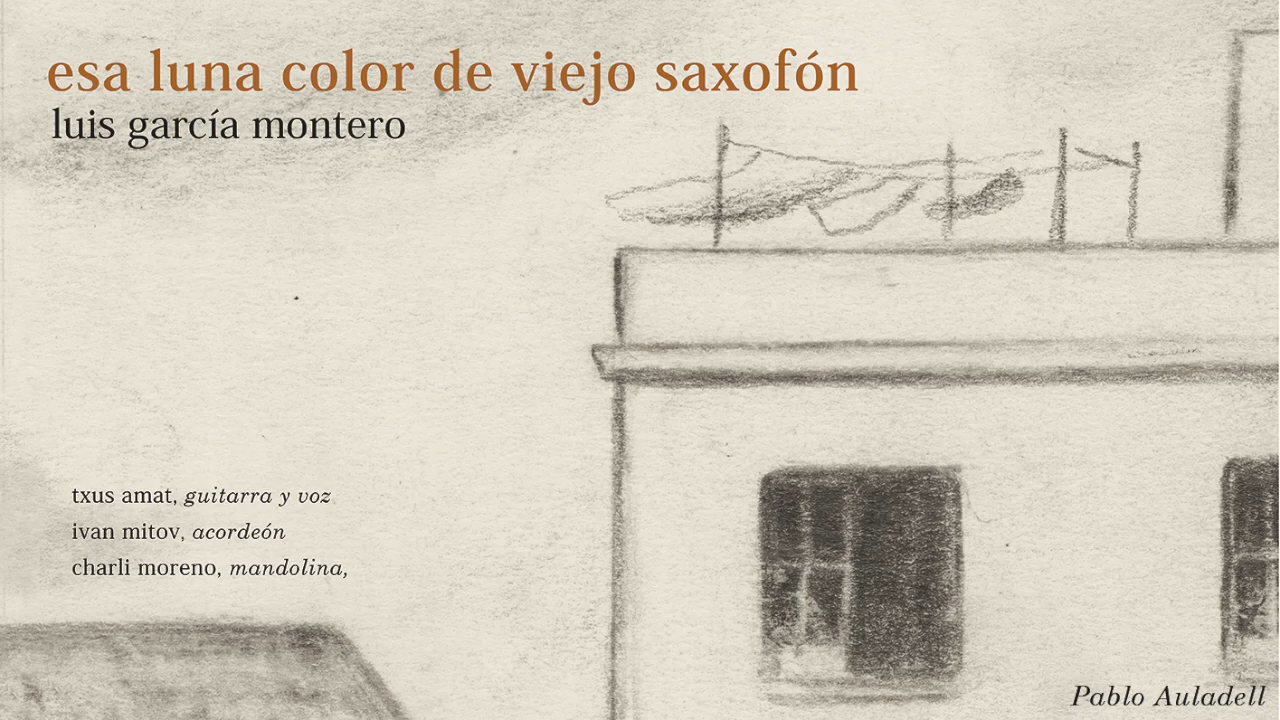 esa luna color de viejo saxofón
luis garcía montero
txus amat, guitarra y voz
ivan mitov, acordeón
charli moreno, mandolina,
Pablo Auladell